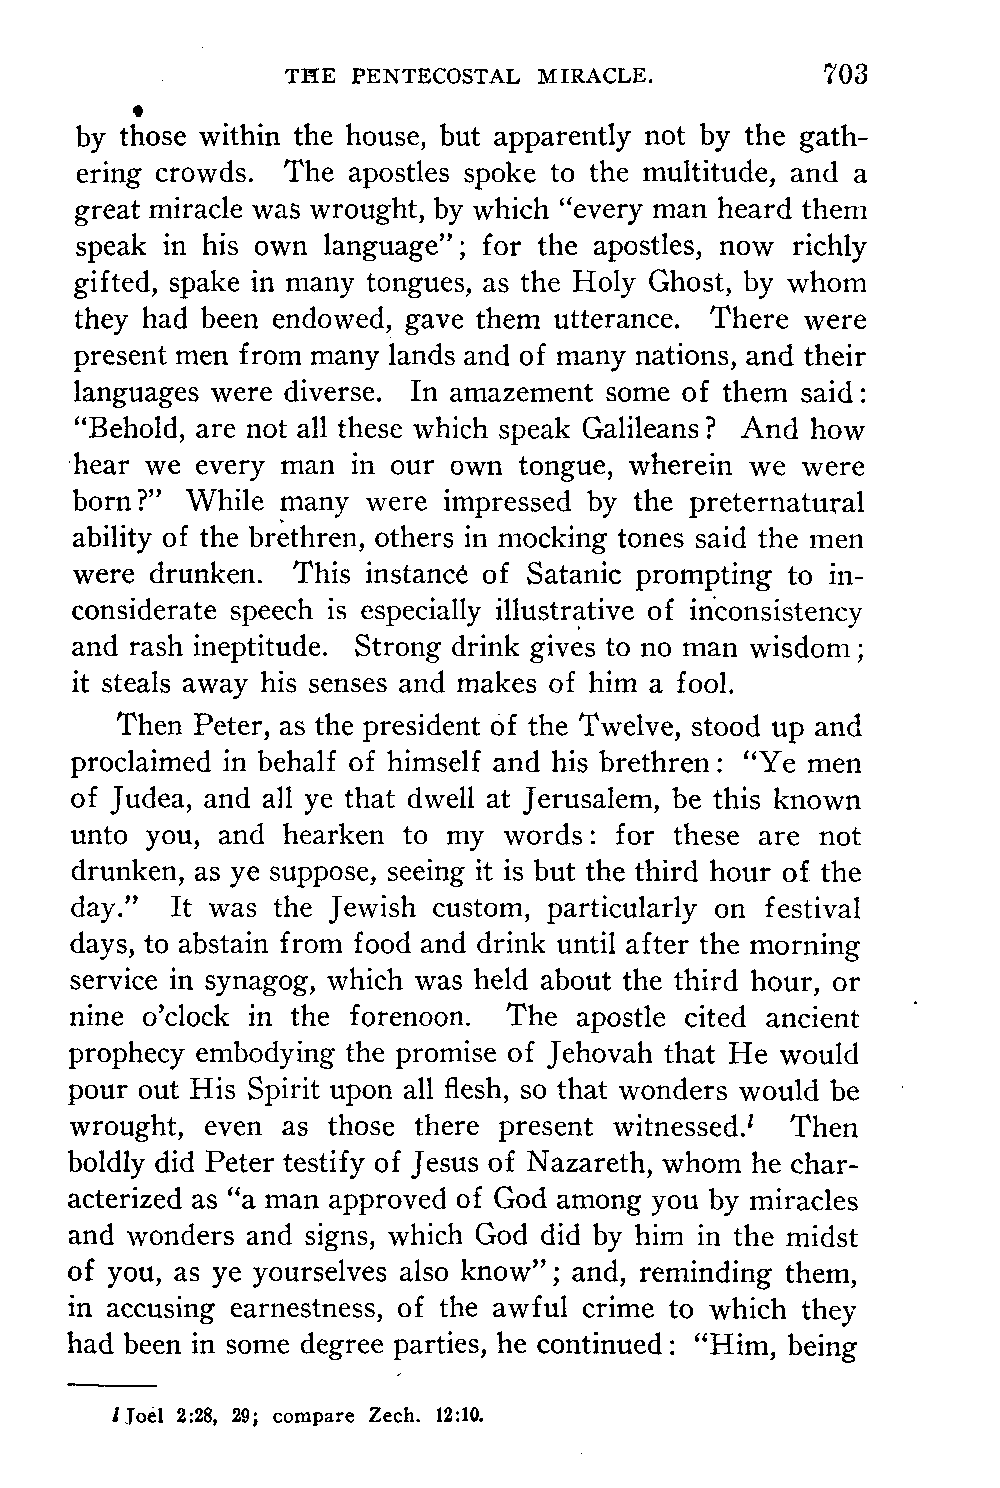 THE PENTECOSTAL MIRACLE. 703
by those within the house, but apparently not by the gath-
ering crowds. The apostles spoke to the multitude, and a
great miracle was wrought, by which “every man heard them
speak in his own language”; for the apostles, now richly
gifted, spake in many tongues, as the Holy Ghost, by whom
they had been endowed, gave them utterance. There were
present men from many lands and of many nations, and their
languages were diverse. In amazement some of them said:
“Behold, are not all these which speak Galileans? And how
hear we every man in our own tongue, wherein we were
born?” While many were impressed by the preternatural
ability of the brethren, others in mocking tones said the men
were drunken. This instance of Satanic prompting to in-
considerate speech is especially illustrative of inconsistency
and rash ineptitude. Strong drink gives to no man wisdom;
it steals away his senses and makes of him a fool.
Then Peter, as the president of the Twelve, stood up and
proclaimed in behalf of himself and his brethren: “Ye men
of Judea, and all ye that dwell at Jerusalem, be this known
unto you, and hearken to my words: for these are not
drunken, as ye suppose, seeing it is but the third hour of the
day.” It was the Jewish custom, particularly on festival
days, to abstain from food and drink until after the morning
service in synagog, which was held about the third hour, or
nine o’clock in the forenoon. The apostle cited ancient
prophecy embodying the promise of Jehovah that He would
pour out His Spirit upon all flesh, so that wonders would be
wrought, even as those there present witnessed.l Then
boldly did Peter testify of Jesus of Nazareth, whom he char-
acterized as “a man approved of God among you by miracles
and wonders and signs, which God did by him in the midst
of you, as ye yourselves also know”; and, reminding them,
in accusing earnestness, of the awful crime to which they
had been in some degree parties, he continued: “Him, being
l Joel 2:28, 29; compare Zech. 12:10.